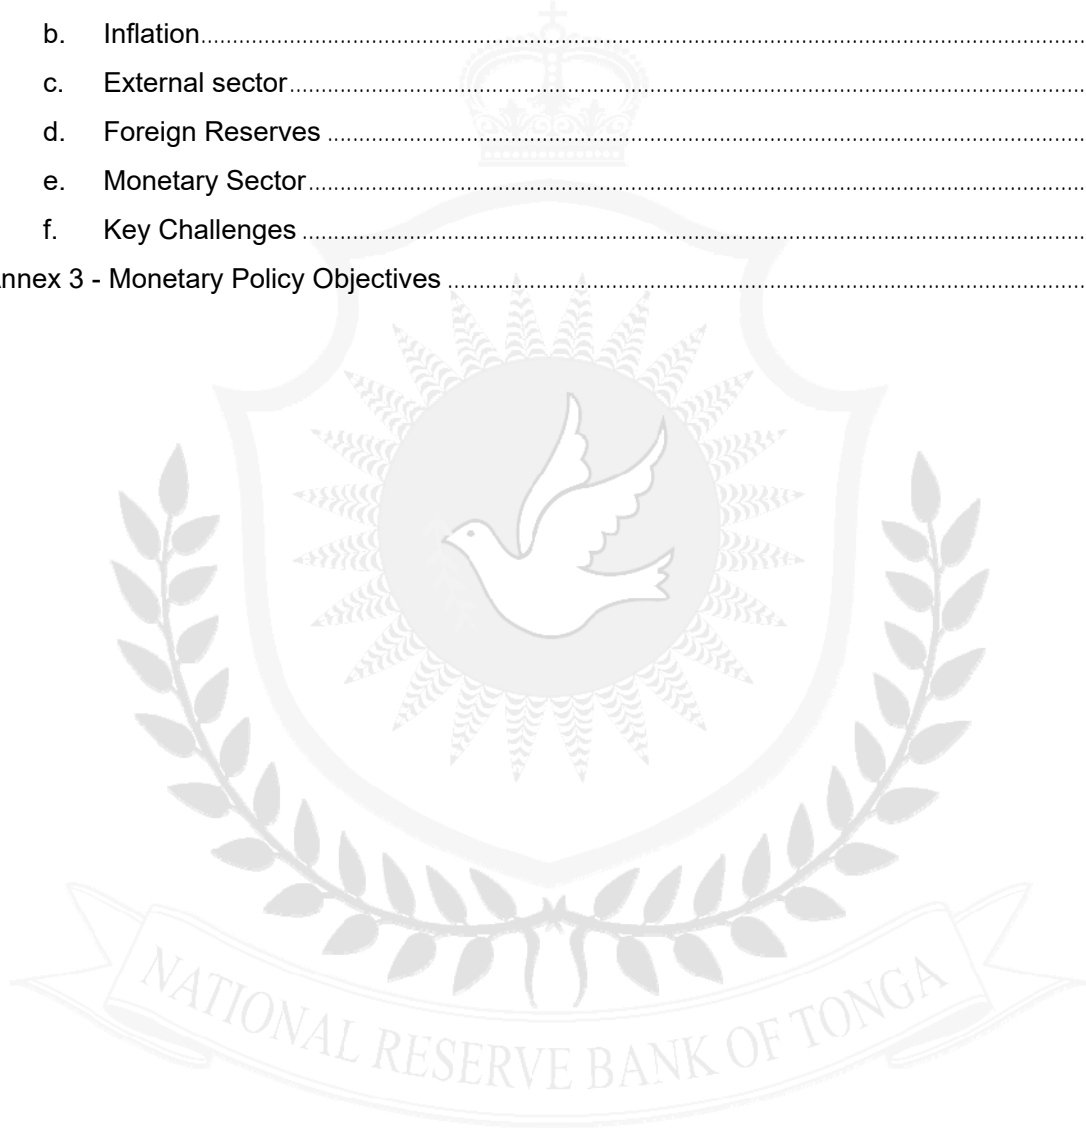 b. Inflation
c. External sector
d. Foreign Reserves
e. Monetary Sector
f. Key Challenges
nnex 3 - Monetary Policy Objectives
NATIONAL RESERVE BANK OF TONGA